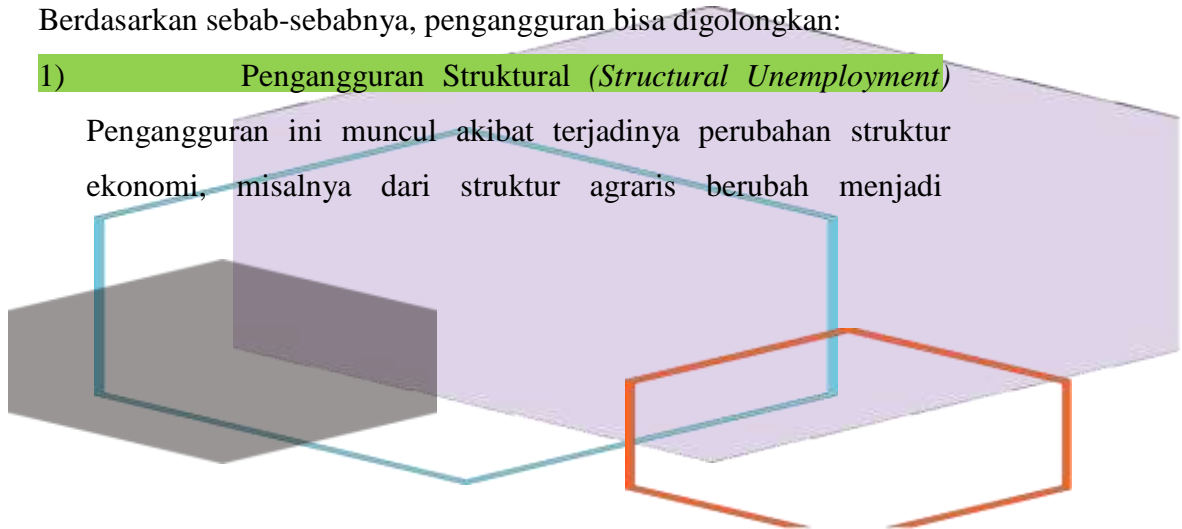 Berdasarkan sebab-sebabnya, pengangguran bisa digolongkan:
1) Pengangguran Struktural (Structural Unemployment)
Pengangguran ini muncul akibat terjadinya perubahan struktur
ekonomi, misalnya dari struktur agraris berubah menjadi